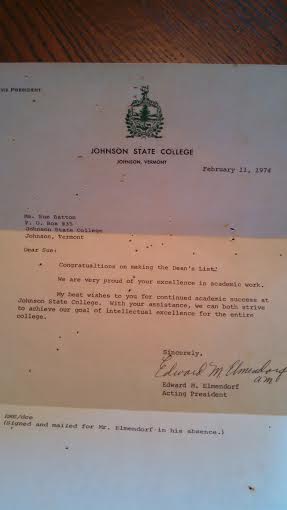 PRESIDENT
JOHNSON STATE COLLEGE
JOHNSON, VERMONT
February 11, 1974
Ms. Sue Hatton
P. O. Box 835
Johnson State College
Johnson, Vermont
Dear Sue:
Congratualtions on making the Dean's List!
We are very proud of your excellence in academic work.
My best wishes to you for continued academic success at
Johnson State College. With your assistance, we can both strive
to achieve our goal of intellectual excellence for the entire
college.
Sincerely,
Edward M. Elmendorf
am
Edward M. Elmendorf
Acting President
EME/dce
(Signed and mailed for Mr. Elmendorf in his absence.)